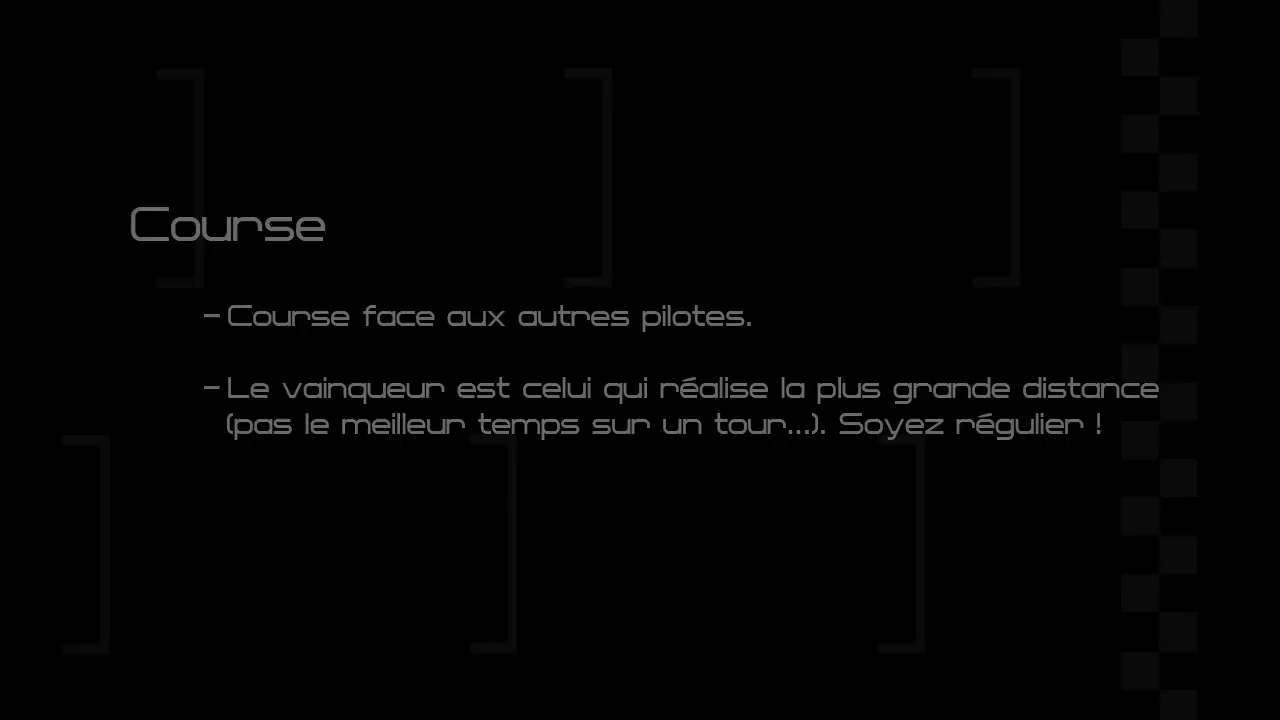 Course
- Course face aux autres pilotes.
- Le vainqueur est celui qui réalise la plus grande distance
(pas le meilleur temps sur un tour...). Soyez régulier !